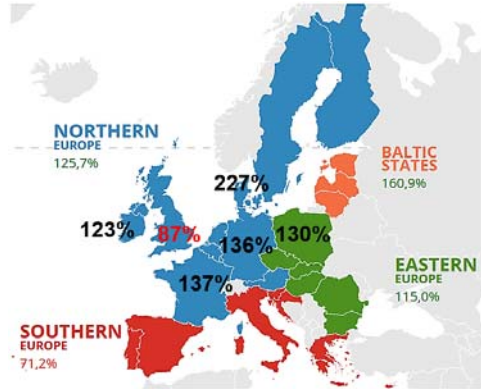 NORTHERN
EUROPE
125,7%
BALTIC
STATES
160,9%
227%
123%
87%
136%
130%
137%
EASTERN
EUROPE
115,0%
SOUTHERN
EUROPE
71,2%